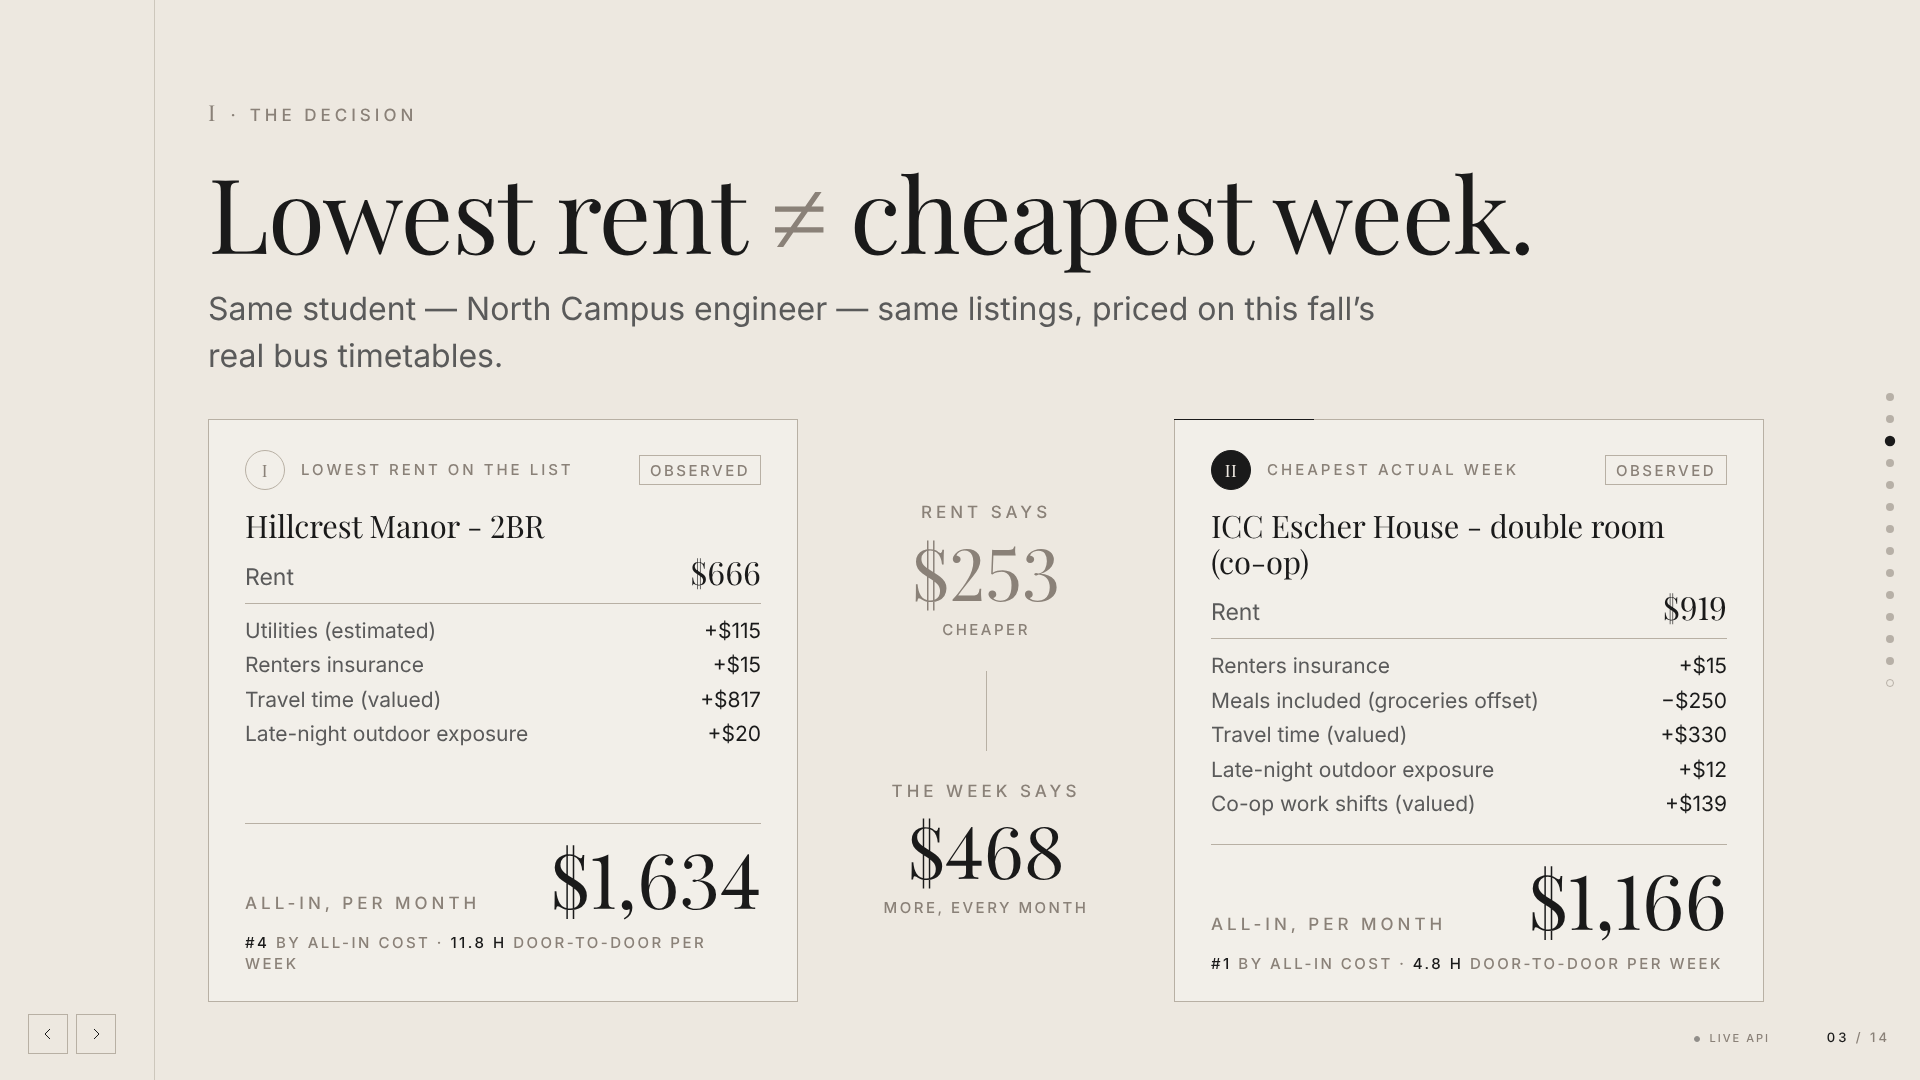 I · THE DECISION
Lowest rent ≠ cheapest week.
Same student — North Campus engineer — same listings, priced on this fall’s
real bus timetables.
I LOWEST RENT ON THE LIST OBSERVED
Hillcrest Manor - 2BR
Rent $666
Utilities (estimated) +$115
Renters insurance +$15
Travel time (valued) +$817
Late-night outdoor exposure +$20
ALL-IN, PER MONTH $1,634
#4 BY ALL-IN COST · 11.8 H DOOR-TO-DOOR PER
WEEK
RENT SAYS
$253
CHEAPER
THE WEEK SAYS
$468
MORE, EVERY MONTH
II CHEAPEST ACTUAL WEEK OBSERVED
ICC Escher House - double room
(co-op)
Rent $919
Renters insurance +$15
Meals included (groceries offset) −$250
Travel time (valued) +$330
Late-night outdoor exposure +$12
Co-op work shifts (valued) +$139
ALL-IN, PER MONTH $1,166
#1 BY ALL-IN COST · 4.8 H DOOR-TO-DOOR PER WEEK
LIVE API 03 / 14